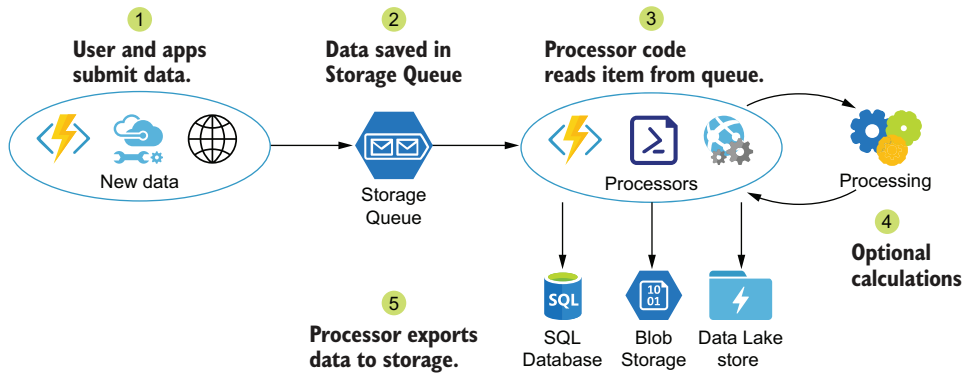 1
User and apps
submit data.
New data
2
Data saved in
Storage Queue
Storage
Queue
3
Processor code
reads item from queue.
Processors
Processing
4
Optional
calculations
5
Processor exports
data to storage.
SQL
SQL
Database
10
01
Blob
Storage
Data Lake
store